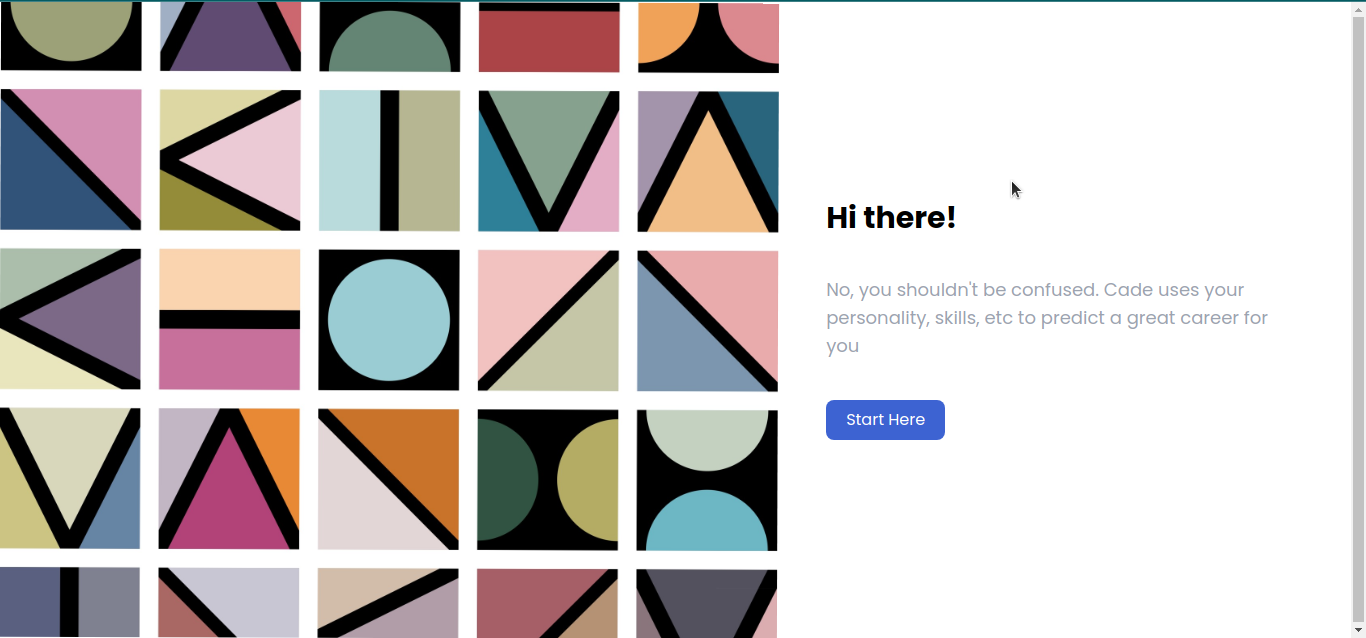 Hi there!
No, you shouldn't be confused. Cade uses your
personality, skills, etc to predict a great career for
you
Start Here